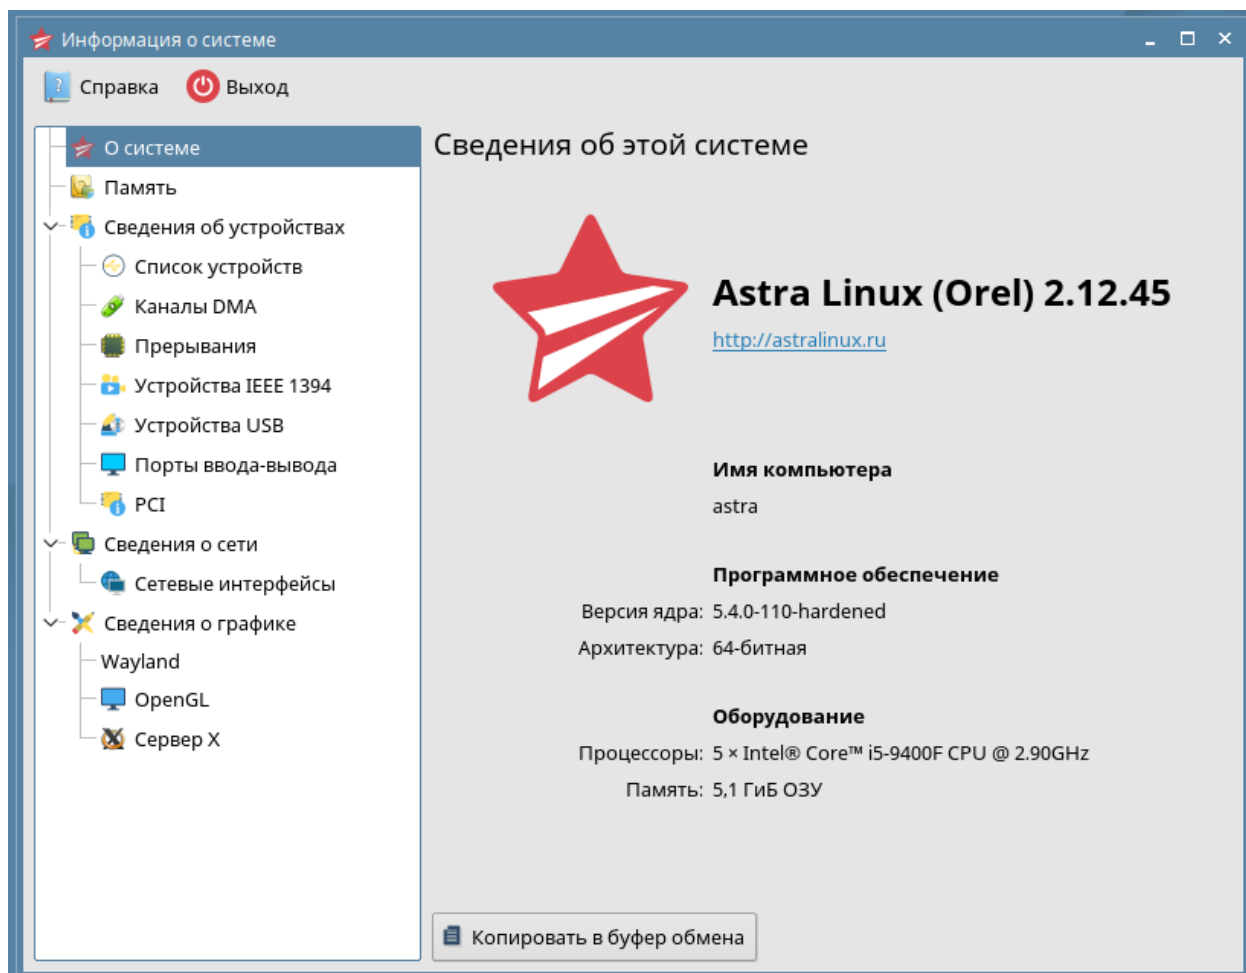 Информация о системе
Справка Выход
О системе
Память
Сведения об устройствах
Список устройств
Каналы DMA
Прерывания
Устройства IEEE 1394
Устройства USB
Порты ввода-вывода
PCI
Сведения о сети
Сетевые интерфейсы
Сведения о графике
Wayland
OpenGL
Сервер X
Сведения об этой системе
Astra Linux (Orel) 2.12.45
http://astralinux.ru
Имя компьютера
astra
Программное обеспечение
Версия ядра: 5.4.0-110-hardened
Архитектура: 64-битная
Оборудование
Процессоры: 5 × Intel® Core™ i5-9400F CPU @ 2.90GHz
Память: 5,1 ГиБ ОЗУ
Копировать в буфер обмена